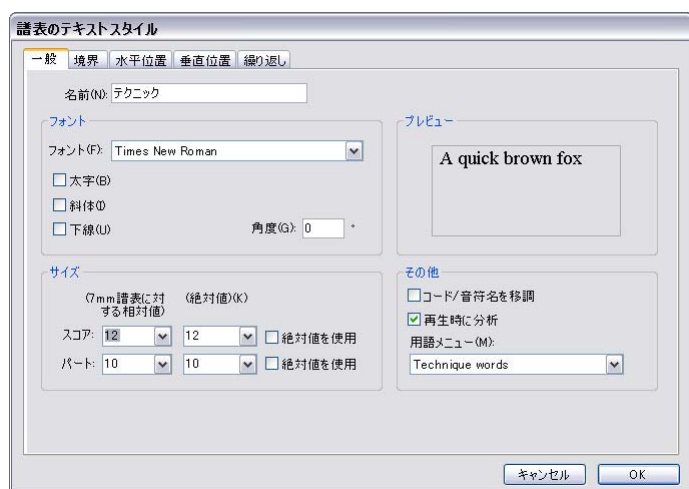 譜表のテキストスタイル
一般 境界 水平位置 垂直位置 繰り返し
名前(N): テクニック
フォント
フォント(F): Times New Roman
太字(B)
斜体(I)
下線(U)
角度(G): 0 °
プレビュー
A quick brown fox
サイズ
(7mm譜表に対
する相対値)
(絶対値)(K)
スコア: 12 12 絶対値を使用
パート: 10 10 絶対値を使用
その他
コード/音符名を移調
再生時に分析
用語メニュー(M):
Technique words
キャンセル OK